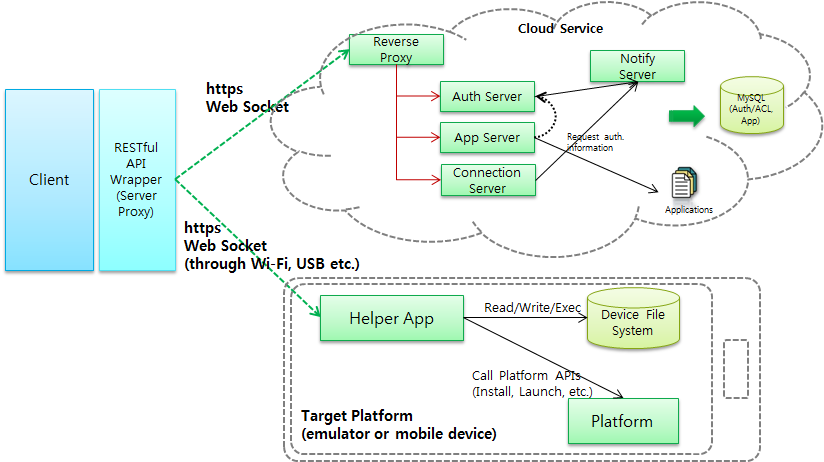 Cloud Service
Reverse
Proxy
Notify
Server
https
Web Socket
Auth Server
MySQL
(Auth/ACL,
App)
App Server
Request auth.
information
Client
RESTful
API
Wrapper
(Server
Proxy)
Connection
Server
Applications
https
Web Socket
(through Wi-Fi, USB etc.)
Helper App
Read/Write/Exec
Device File
System
Call Platform APIs
(Install, Launch, etc.)
Target Platform
(emulator or mobile device)
Platform